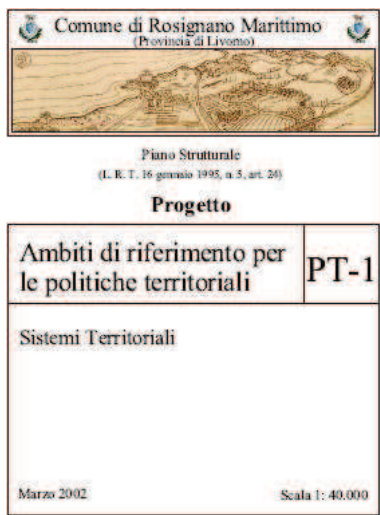 Comune di Rosignano Marittimo
(Provincia di Livorno)
Piano Strutturale
(L. R. T. 16 gennaio 1995, n. 5, art. 24)
Progetto
Ambiti di riferimento per
le politiche territoriali
PT-1
Sistemi Territoriali
Marzo 2002
Scala 1: 40.000